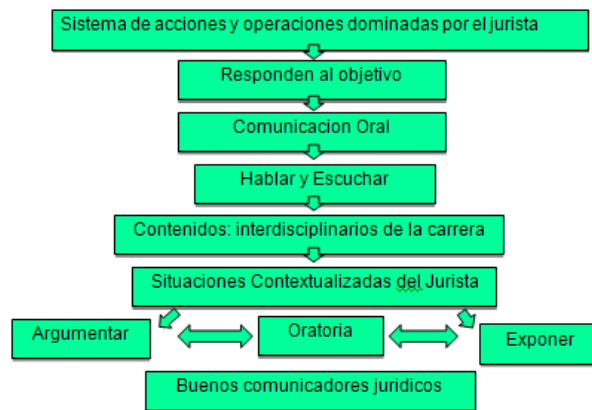 Sistema de acciones y operaciones dominadas por el jurista
Responden al objetivo
Comunicacion Oral
Hablar y Escuchar
Contenidos: interdisciplinarios de la carrera
Situaciones Contextualizadas del Jurista
Argumentar
Oratoria
Exponer
Buenos comunicadores juridicos